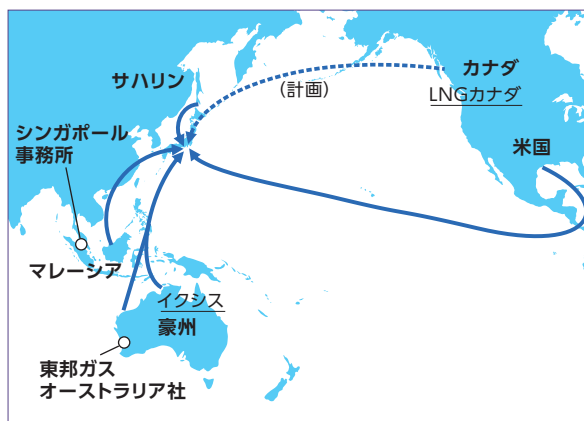 サハリン
(計画)
カナダ
LNGカナダ
米国
シンガポール
事務所
マレーシア
イクシス
豪州
東邦ガス
オーストラリア社